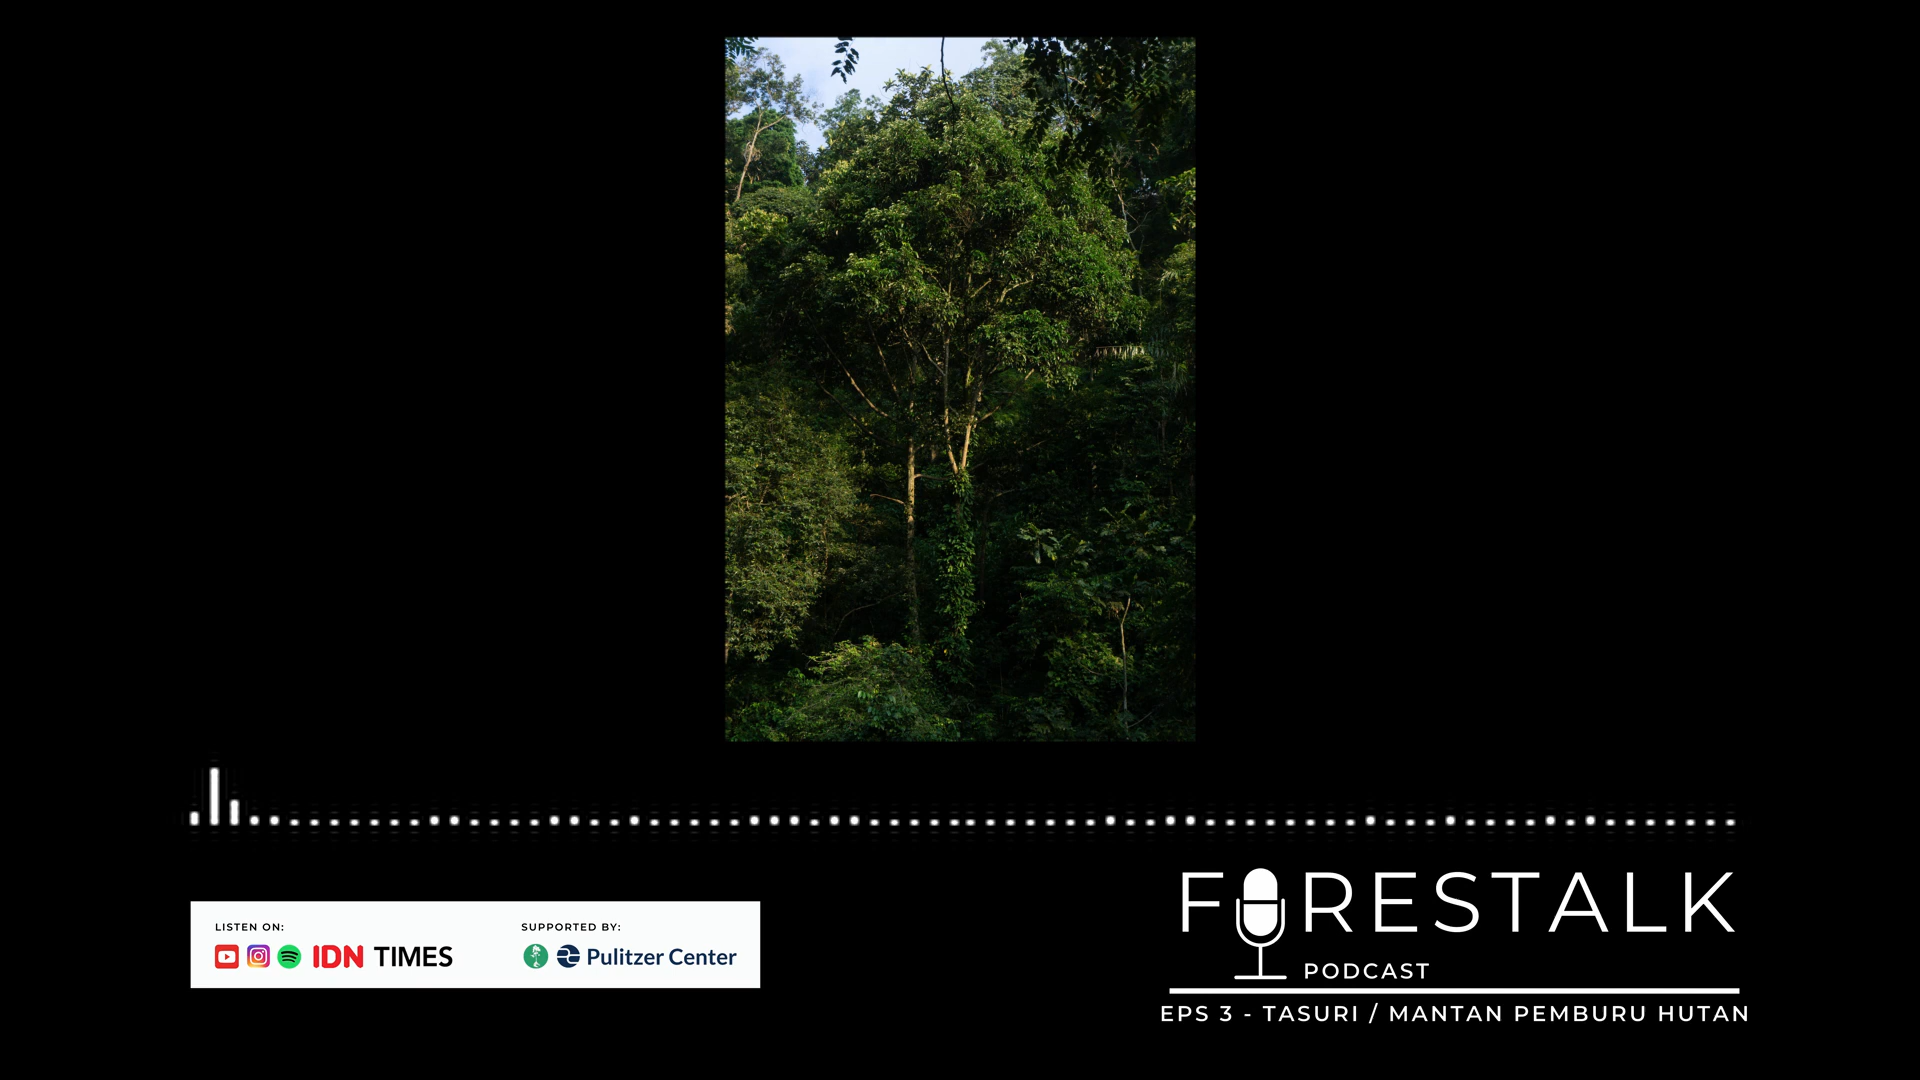 LISTEN ON:
IDN TIMES
SUPPORTED BY:
Pulitzer Center
FORESTALK
PODCAST
EPS 3 - TASURI / MANTAN PEMBURU HUTAN